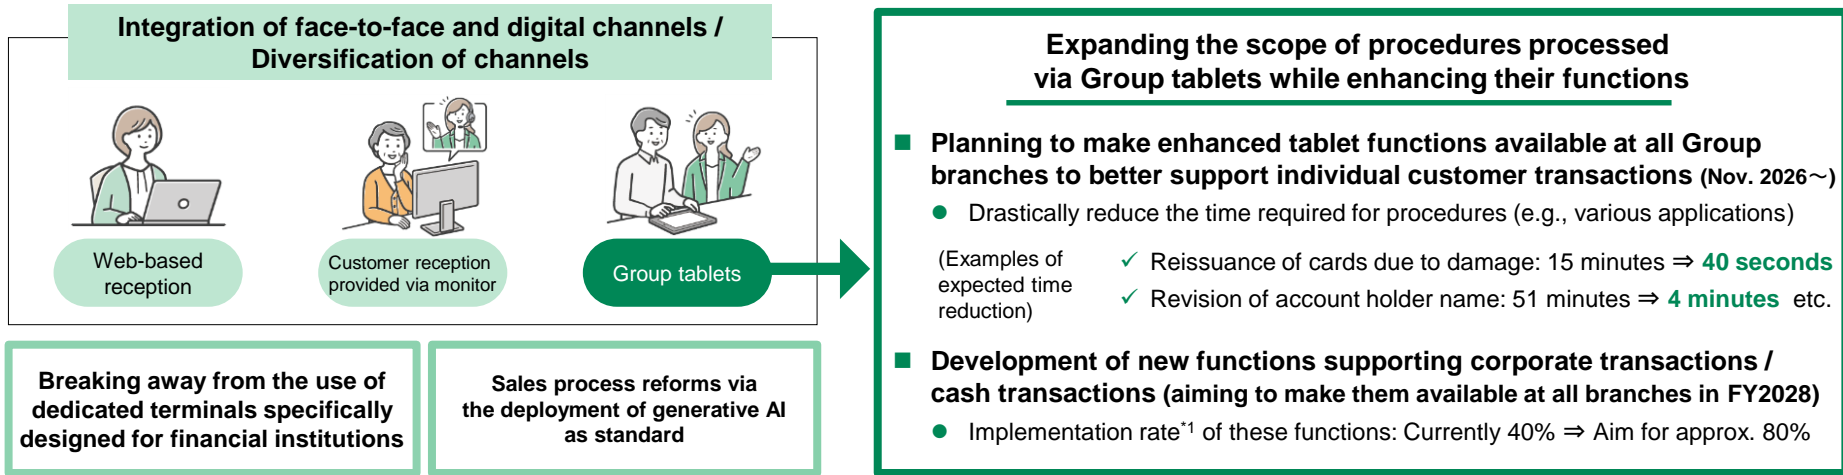 Integration of face-to-face and digital channels /
Diversification of channels
Web-based
reception
Customer reception
provided via monitor
Group tablets
Breaking away from the use of
dedicated terminals specifically
designed for financial institutions
Sales process reforms via
the deployment of generative AI
as standard
Expanding the scope of procedures processed
via Group tablets while enhancing their functions
■ Planning to make enhanced tablet functions available at all Group
branches to better support individual customer transactions (Nov. 2026～)
● Drastically reduce the time required for procedures (e.g., various applications)
(Examples of
expected time
reduction)
✓ Reissuance of cards due to damage: 15 minutes ⇒ 40 seconds
✓ Revision of account holder name: 51 minutes ⇒ 4 minutes etc.
■ Development of new functions supporting corporate transactions /
cash transactions (aiming to make them available at all branches in FY2028)
● Implementation rate*1 of these functions: Currently 40% ⇒ Aim for approx. 80%